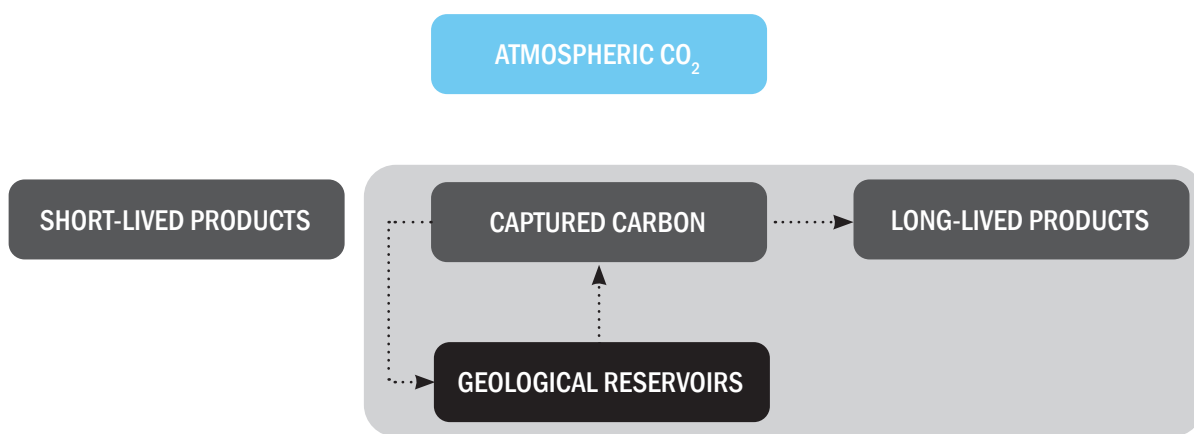 ATMOSPHERIC CO₂
SHORT-LIVED PRODUCTS
CAPTURED CARBON
LONG-LIVED PRODUCTS
GEOLOGICAL RESERVOIRS